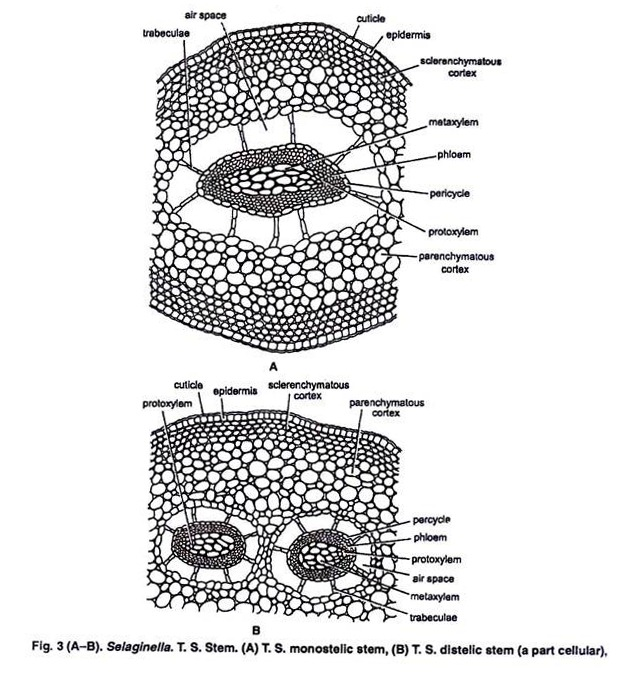 air space
trabeculae
cuticle
epidermis
sclerenchymatous
cortex
metaxylem
phloem
pericycle
protoxylem
parenchymatous
cortex
A
cuticle
epidermis
sclerenchymatous
cortex
protoxylem
parenchymatous
cortex
percycle
phloem
protoxylem
air space
metaxylem
trabeculae
B
Fig. 3 (A–B). Selaginella. T. S. Stem. (A) T. S. monostelic stem, (B) T. S. distelic stem (a part cellular).